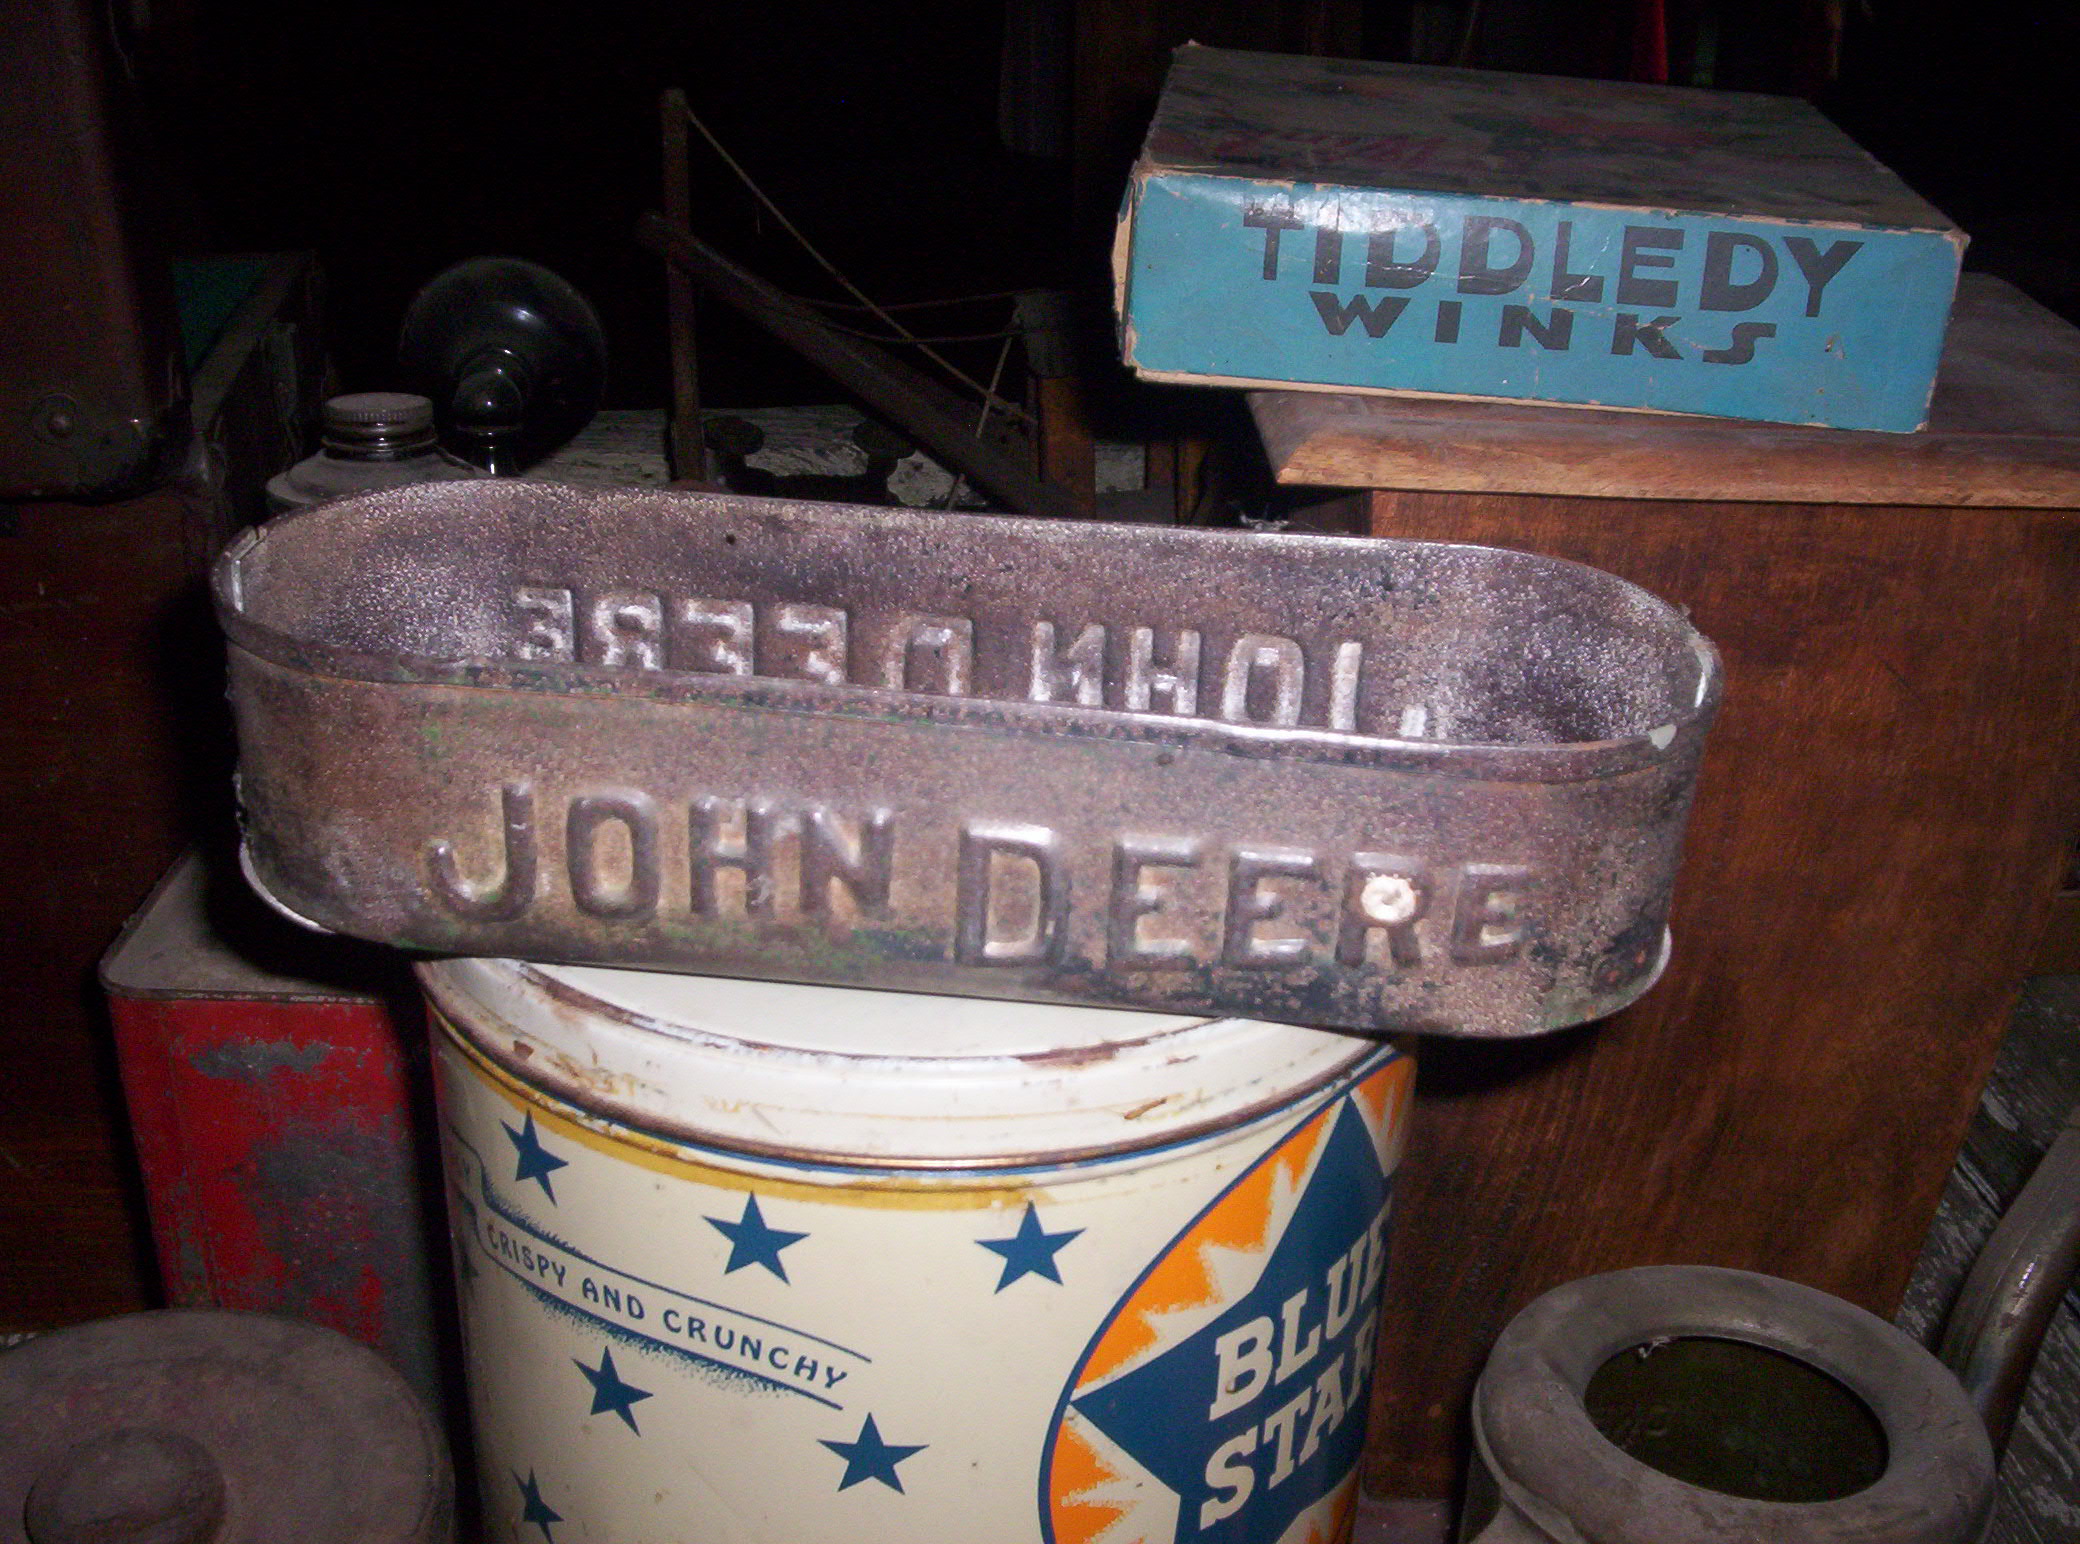 TIDDLEDY
WINKS
JOHN DEERE
JOHN DEERE
CRISPY AND CRUNCHY
BLUE
STAR